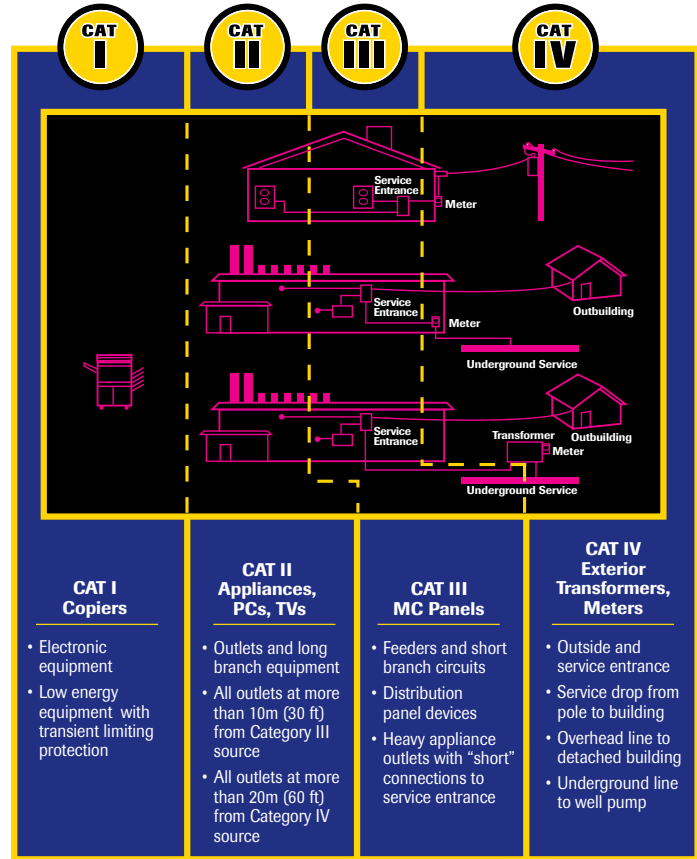 CAT
I
CAT
II
CAT
III
CAT
IV
Service
Entrance
Meter
Service
Entrance
Meter
Outbuilding
Underground Service
Service
Entrance
Transformer
Outbuilding
Meter
Underground Service
CAT I
Copiers
• Electronic
equipment
• Low energy
equipment with
transient limiting
protection
CAT II
Appliances,
PCs, TVs
• Outlets and long
branch equipment
• All outlets at more
than 10m (30 ft)
from Category III
source
• All outlets at more
than 20m (60 ft)
from Category IV
source
CAT III
MC Panels
• Feeders and short
branch circuits
• Distribution
panel devices
• Heavy appliance
outlets with “short”
connections to
service entrance
CAT IV
Exterior
Transformers,
Meters
• Outside and
service entrance
• Service drop from
pole to building
• Overhead line to
detached building
• Underground line
to well pump